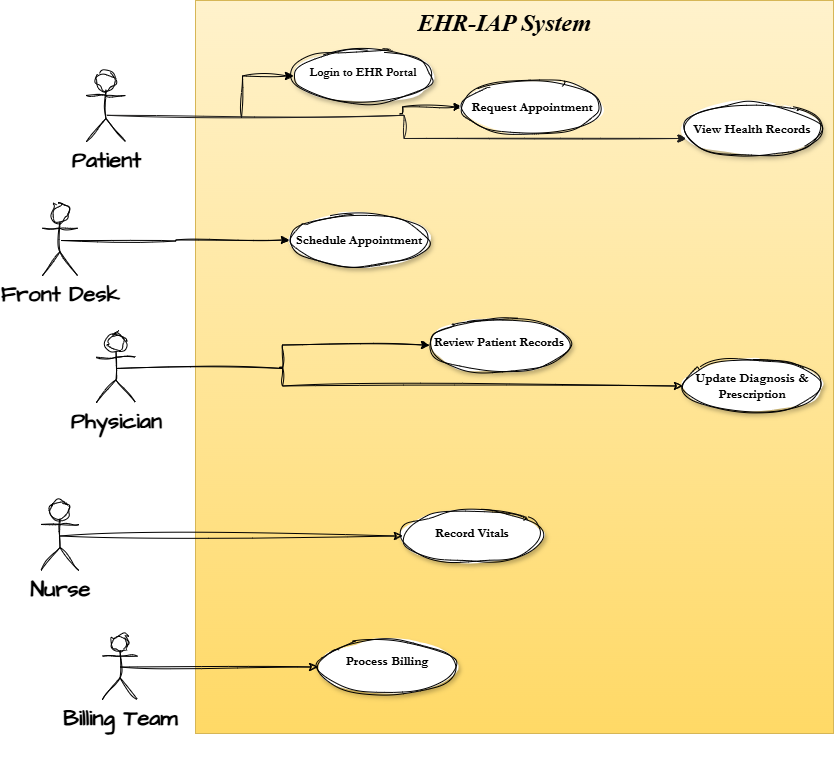 EHR-IAP System
Login to EHR Portal
Request Appointment
View Health Records
Patient
Schedule Appointment
Front Desk
Review Patient Records
Update Diagnosis &
Prescription
Physician
Record Vitals
Nurse
Process Billing
Billing Team